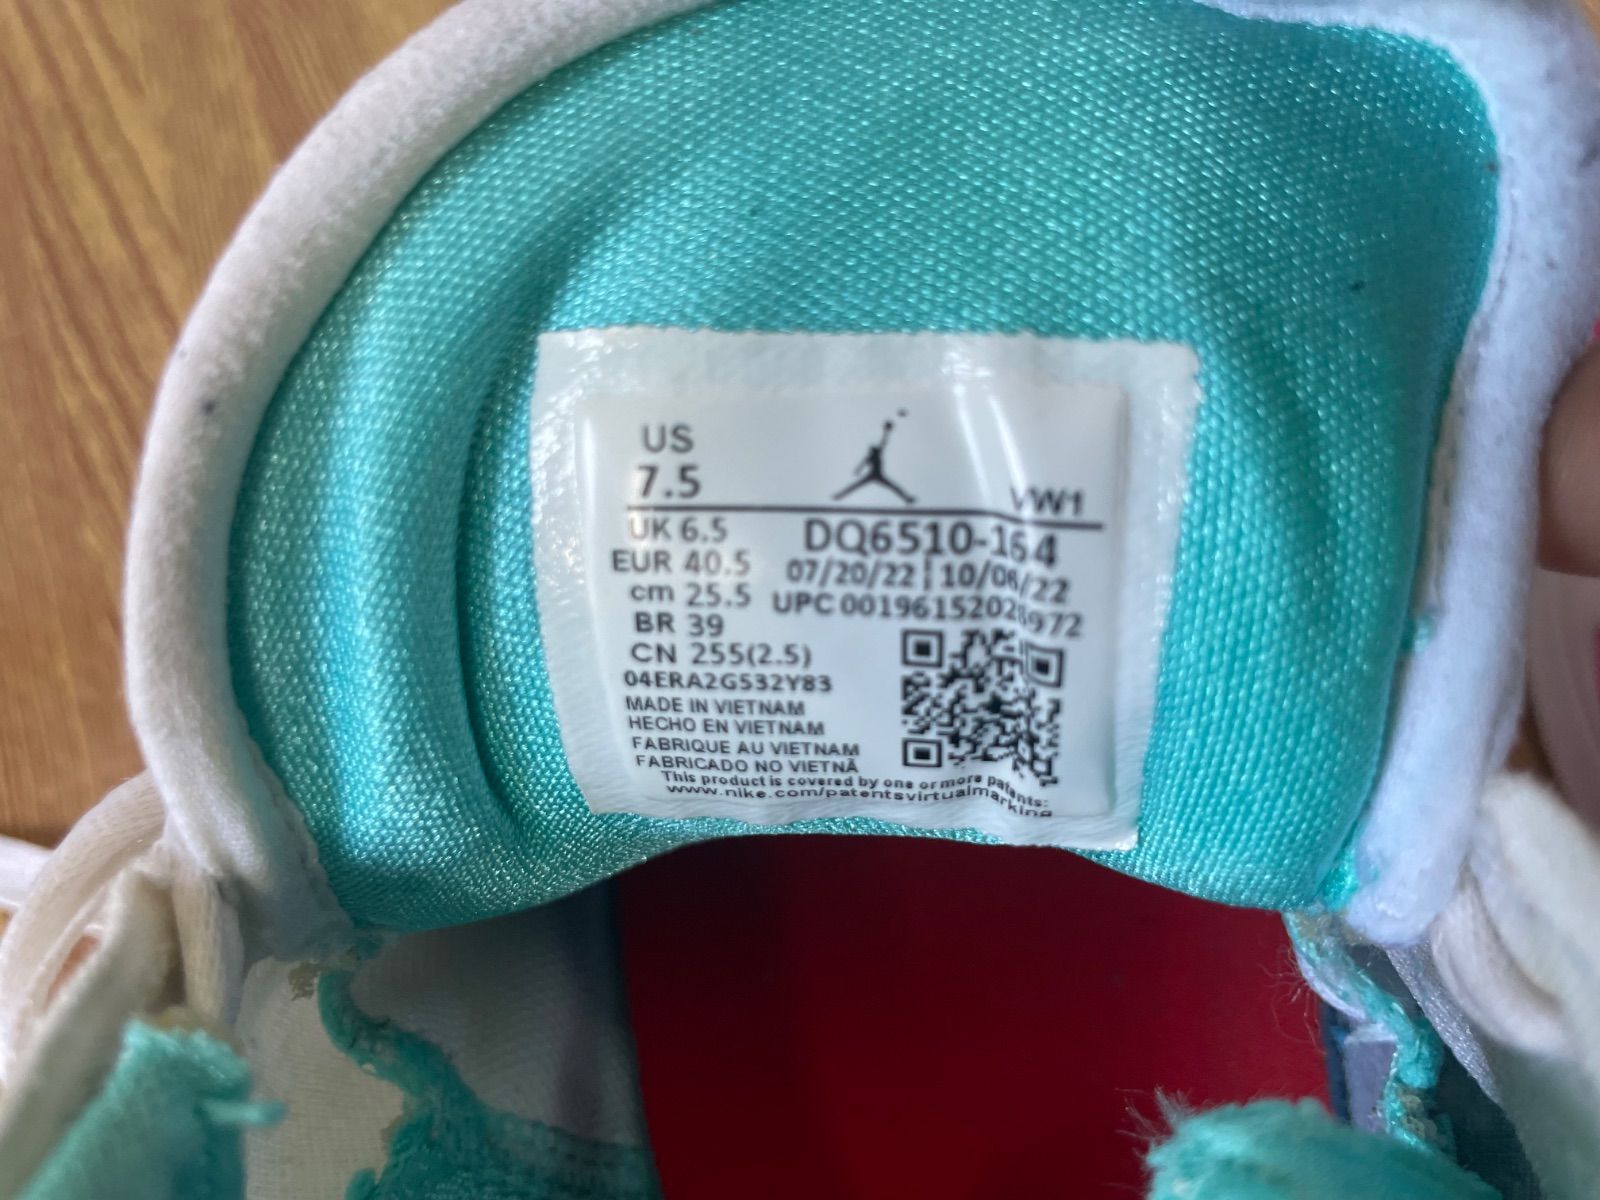 US
7.5
VW1
UK 6.5
EUR 40.5
cm 25.5
BR 39
CN 255(2.5)
DQ6510-164
07/20/22 | 10/06/22
UPC 00196152028972
04ERA2G532Y83
MADE IN VIETNAM
HECHO EN VIETNAM
FABRIQUE AU VIETNAM
FABRICADO NO VIETNÃ
This product is covered by one or more patents:
www.nike.com/patentsvirtualmarking